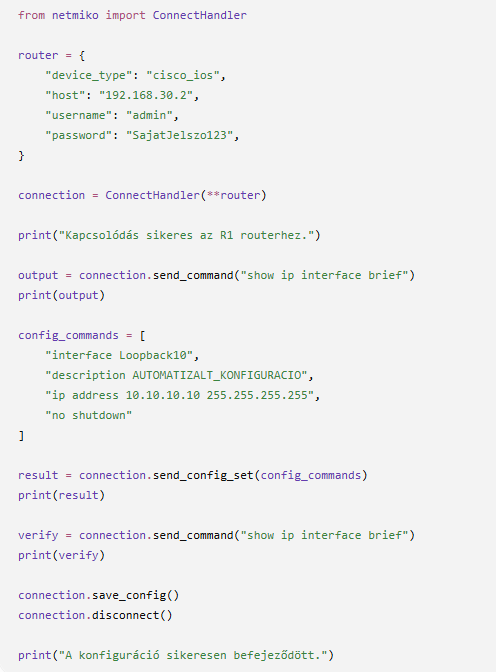 from netmiko import ConnectHandler
router = {
    "device_type": "cisco_ios",
    "host": "192.168.30.2",
    "username": "admin",
    "password": "SajatJelszo123",
}
connection = ConnectHandler(**router)
print("Kapcsolódás sikeres az R1 routerhez.")
output = connection.send_command("show ip interface brief")
print(output)
config_commands = [
    "interface Loopback10",
    "description AUTOMATIZALT_KONFIGURACIO",
    "ip address 10.10.10.10 255.255.255.255",
    "no shutdown"
]
result = connection.send_config_set(config_commands)
print(result)
verify = connection.send_command("show ip interface brief")
print(verify)
connection.save_config()
connection.disconnect()
print("A konfiguráció sikeresen befejeződött.")